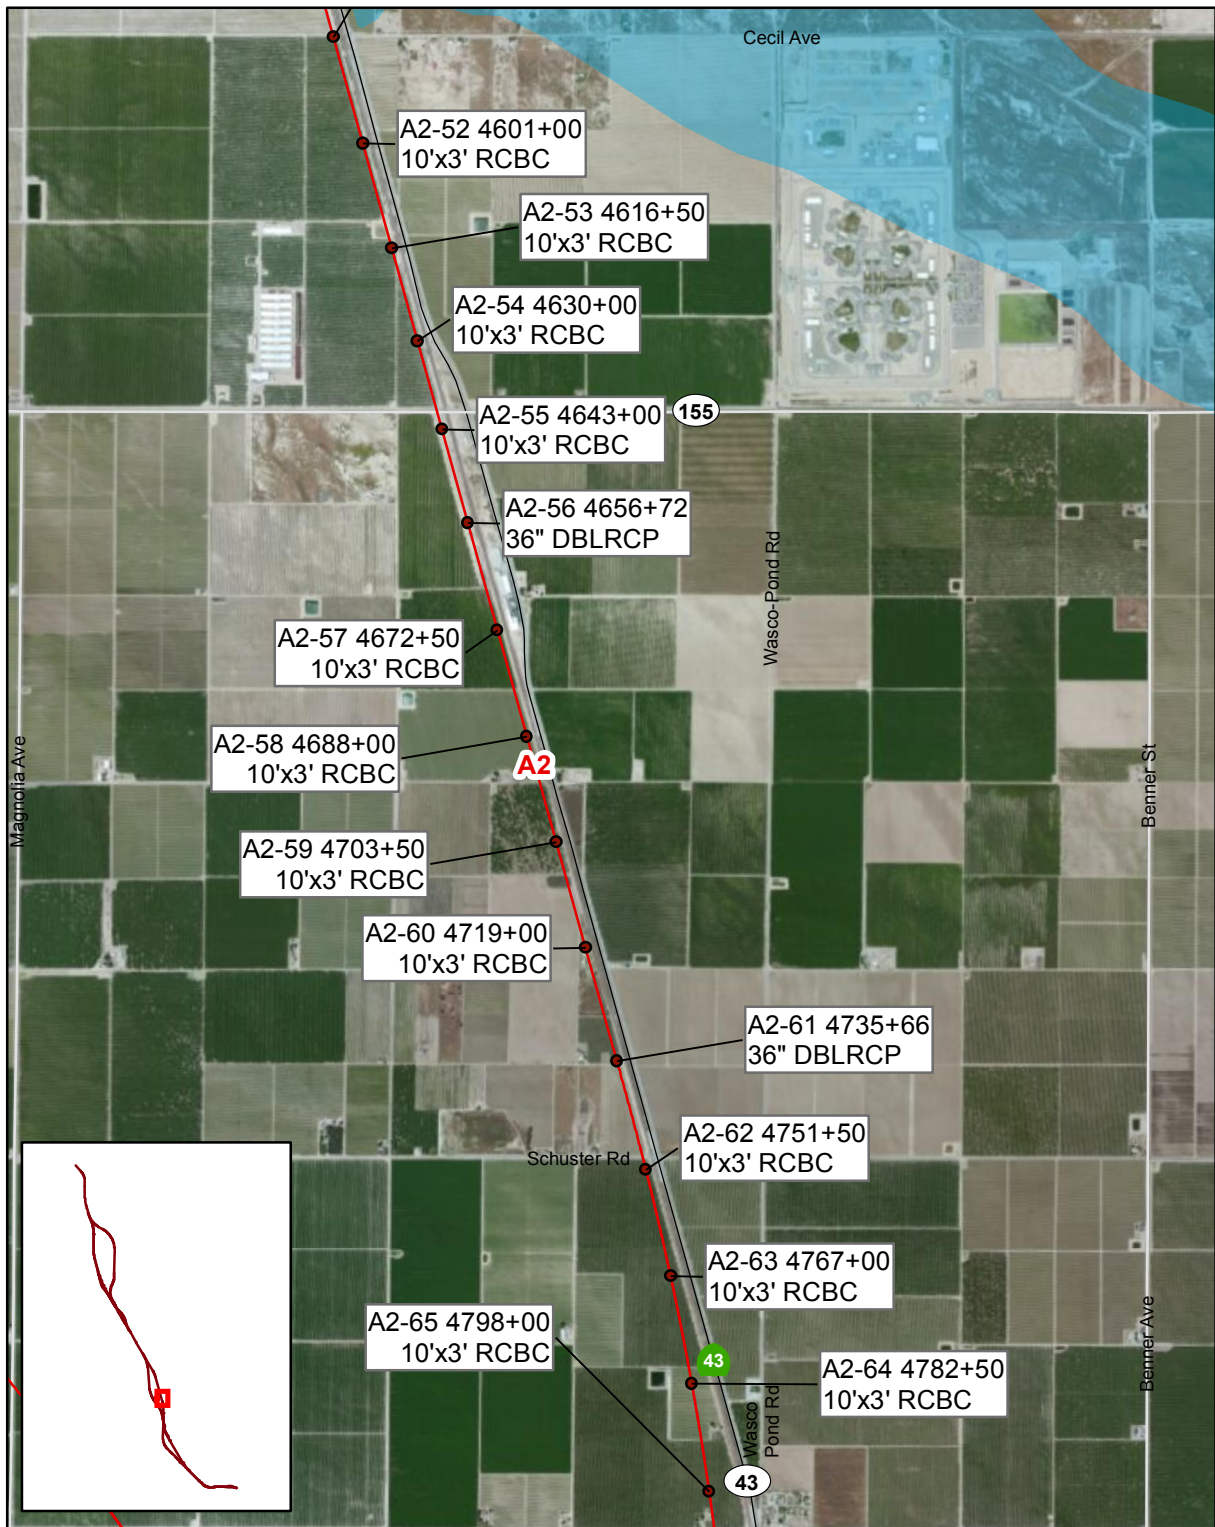 Cecil Ave
A2-52 4601+00
10'x3' RCBC
A2-53 4616+50
10'x3' RCBC
A2-54 4630+00
10'x3' RCBC
A2-55 4643+00
10'x3' RCBC
155
A2-56 4656+72
36" DBLRCP
Wasco-Pond Rd
A2-57 4672+50
10'x3' RCBC
A2-58 4688+00
10'x3' RCBC
A2
Magnolia Ave
Benner St
A2-59 4703+50
10'x3' RCBC
A2-60 4719+00
10'x3' RCBC
A2-61 4735+66
36" DBLRCP
A2-62 4751+50
10'x3' RCBC
Schuster Rd
A2-63 4767+00
10'x3' RCBC
A2-65 4798+00
10'x3' RCBC
43
A2-64 4782+50
10'x3' RCBC
Benner Ave
Wasco
Pond Rd
43